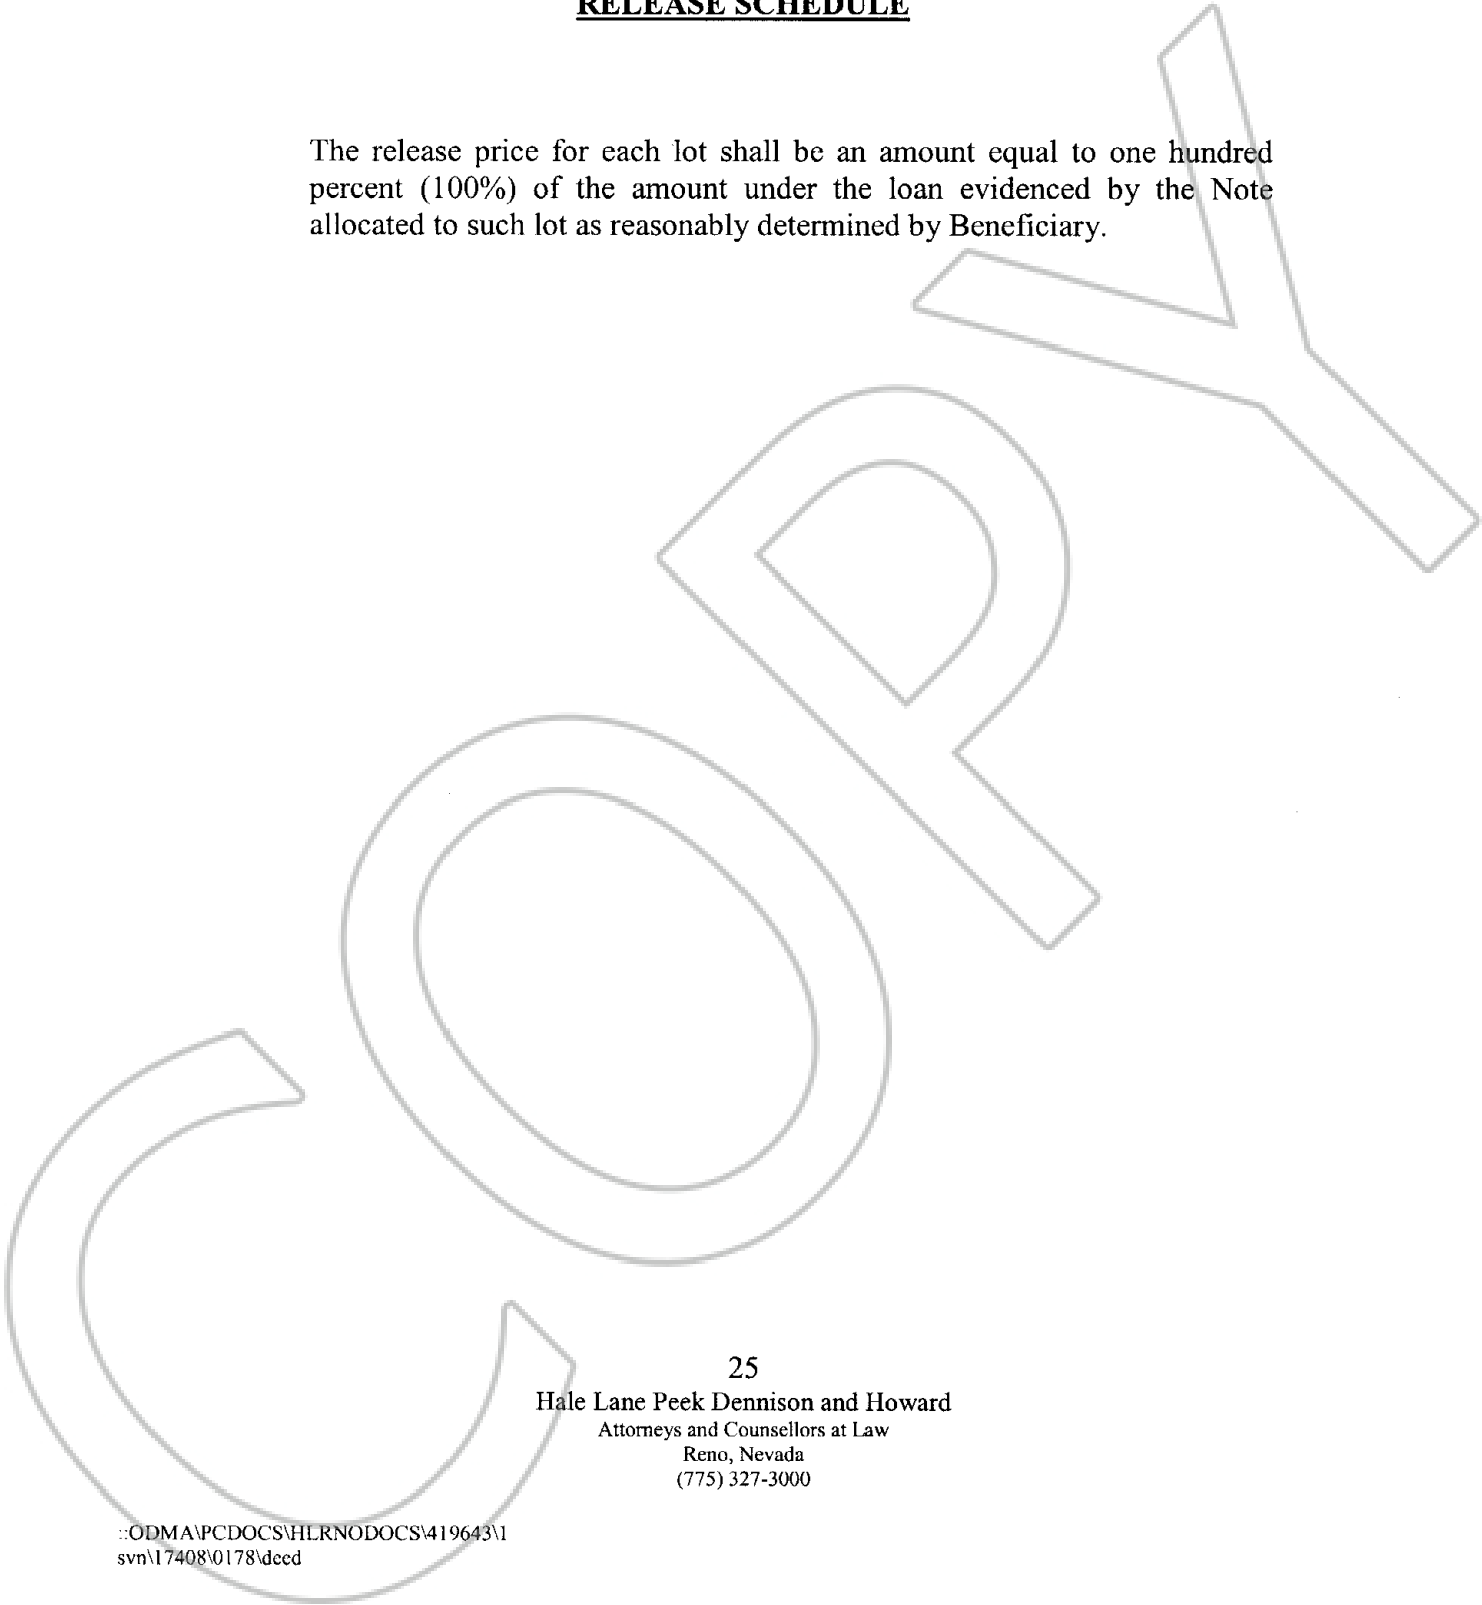 RELEASE SCHEDULE
The release price for each lot shall be an amount equal to one hundred
percent (100%) of the amount under the loan evidenced by the Note
allocated to such lot as reasonably determined by Beneficiary.
COPY
25
Hale Lane Peek Dennison and Howard
Attorneys and Counsellors at Law
Reno, Nevada
(775) 327-3000
::ODMA\PCDOCS\HLRNODOCS\419643\1
svn\17408\0178\deed